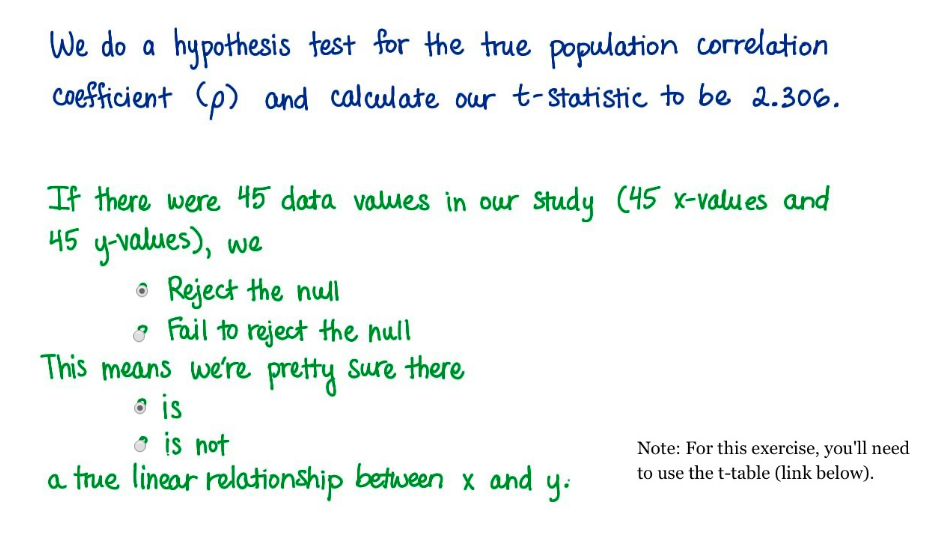 We do a hypothesis test for the true population correlation
coefficient (ρ) and calculate our t-statistic to be 2.306.
If there were 45 data values in our study (45 x-values and
45 y-values), we
Reject the null
Fail to reject the null
This means we're pretty sure there
is
is not
a true linear relationship between x and y.
Note: For this exercise, you'll need
to use the t-table (link below).